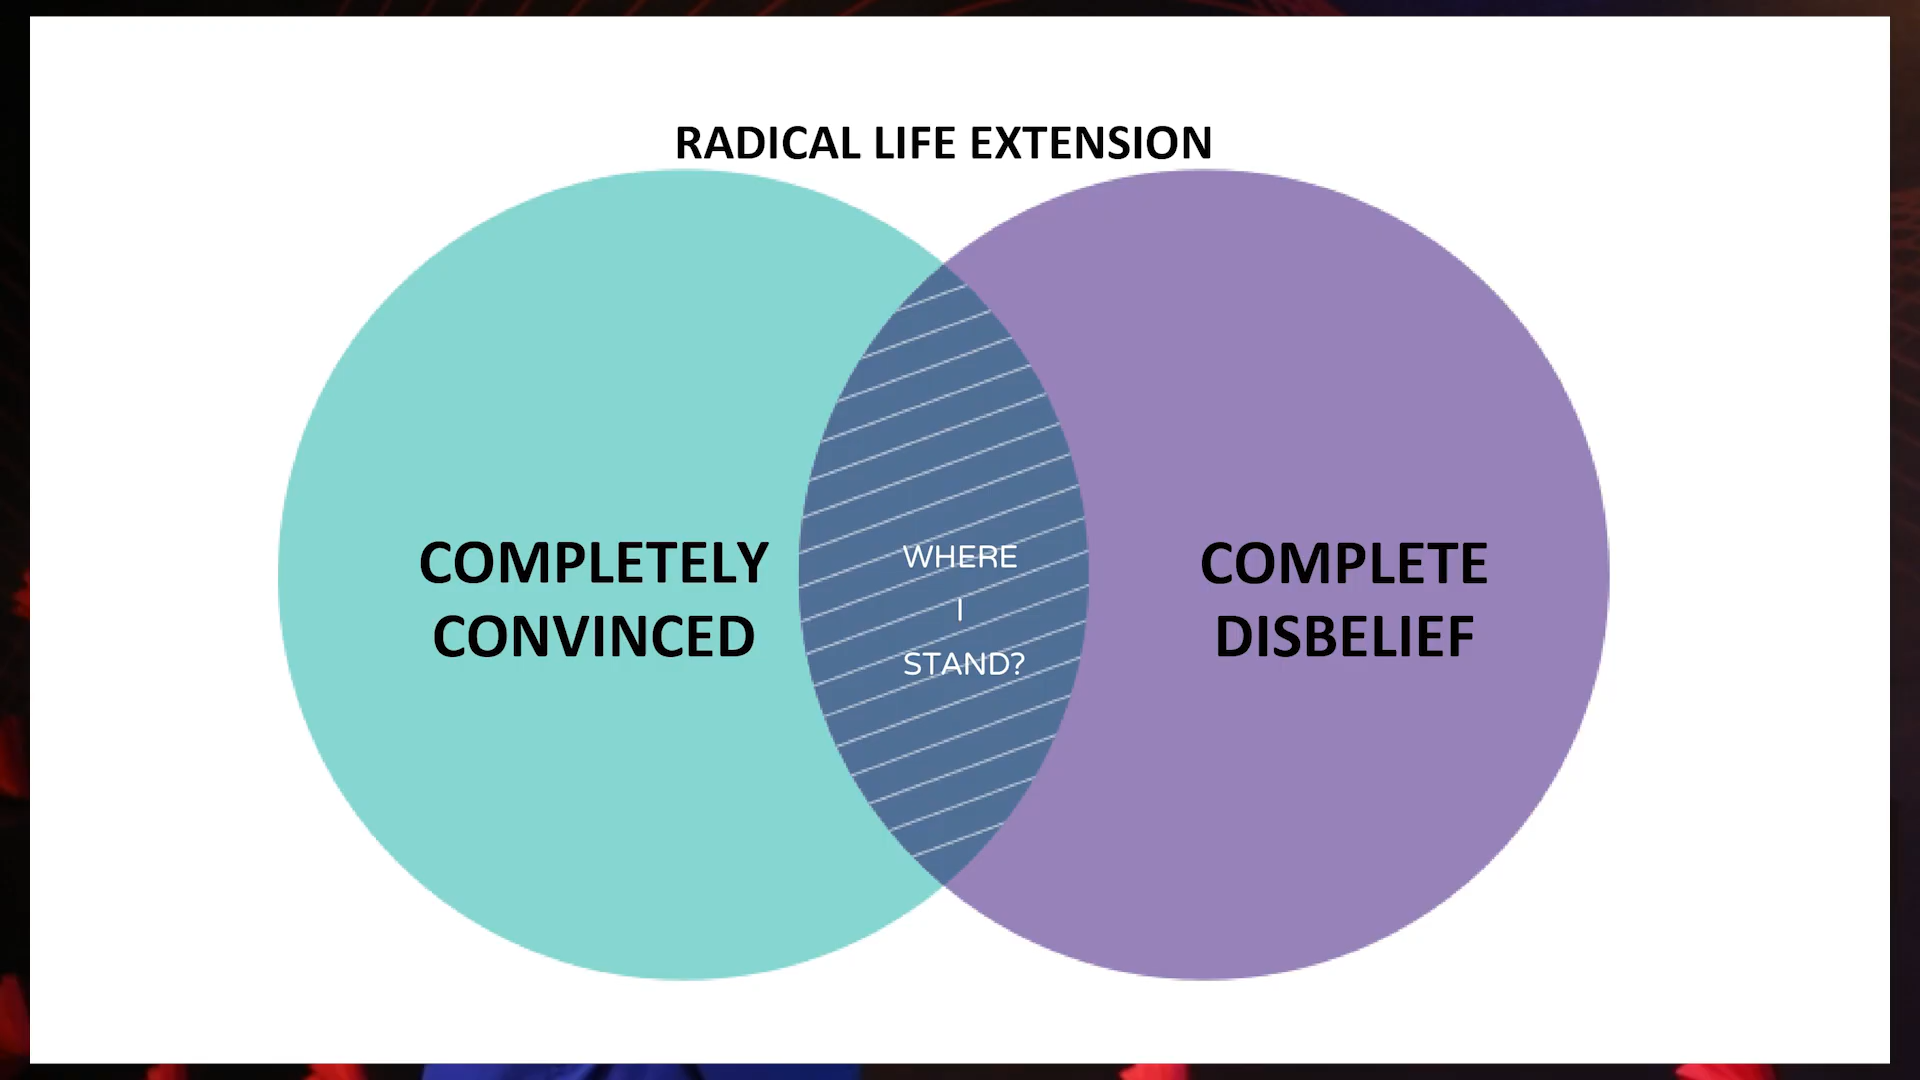 RADICAL LIFE EXTENSION
COMPLETELY
CONVINCED
WHERE
I
STAND?
COMPLETE
DISBELIEF